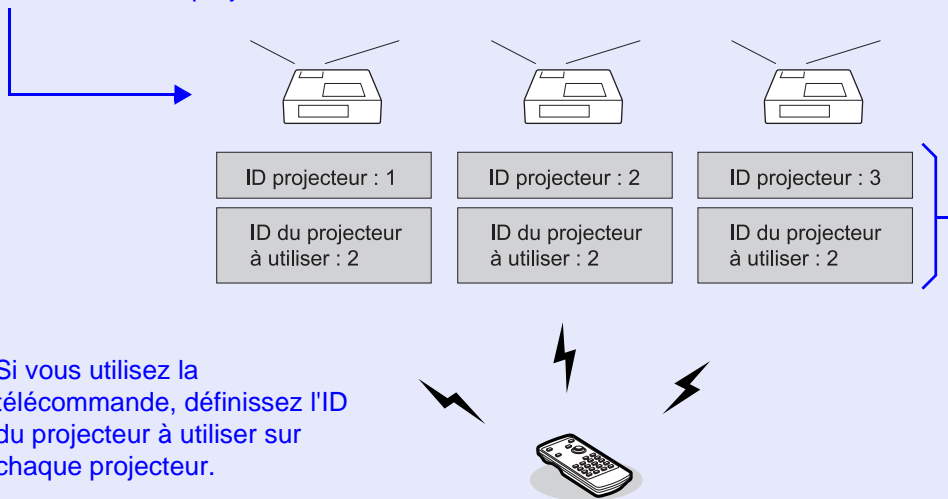 ID projecteur : 1
ID projecteur : 2
ID projecteur : 3
ID du projecteur
à utiliser : 2
ID du projecteur
à utiliser : 2
ID du projecteur
à utiliser : 2
Si vous utilisez la
télécommande, définissez l'ID
du projecteur à utiliser sur
chaque projecteur.